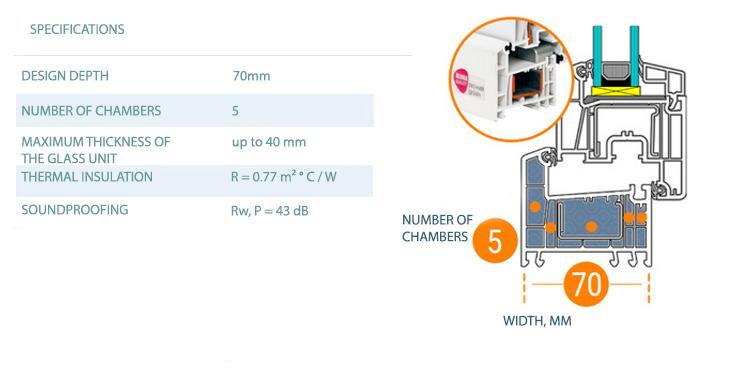 SPECIFICATIONS
DESIGN DEPTH 70mm
NUMBER OF CHAMBERS 5
MAXIMUM THICKNESS OF up to 40 mm
THE GLASS UNIT
THERMAL INSULATION R = 0.77 m² ° C / W
SOUNDPROOFING Rw, P = 43 dB
NUMBER OF
CHAMBERS
5
70
WIDTH, MM